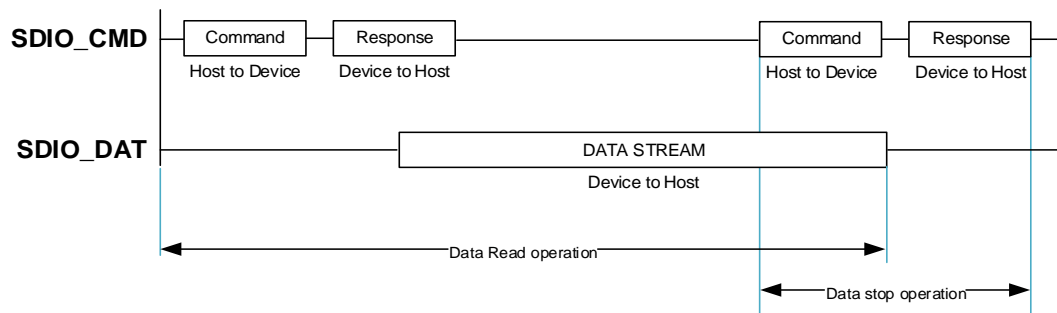 SDIO_CMD Command Response Command Response
Host to Device Device to Host Host to Device Device to Host
SDIO_DAT DATA STREAM
Device to Host
Data Read operation
Data stop operation